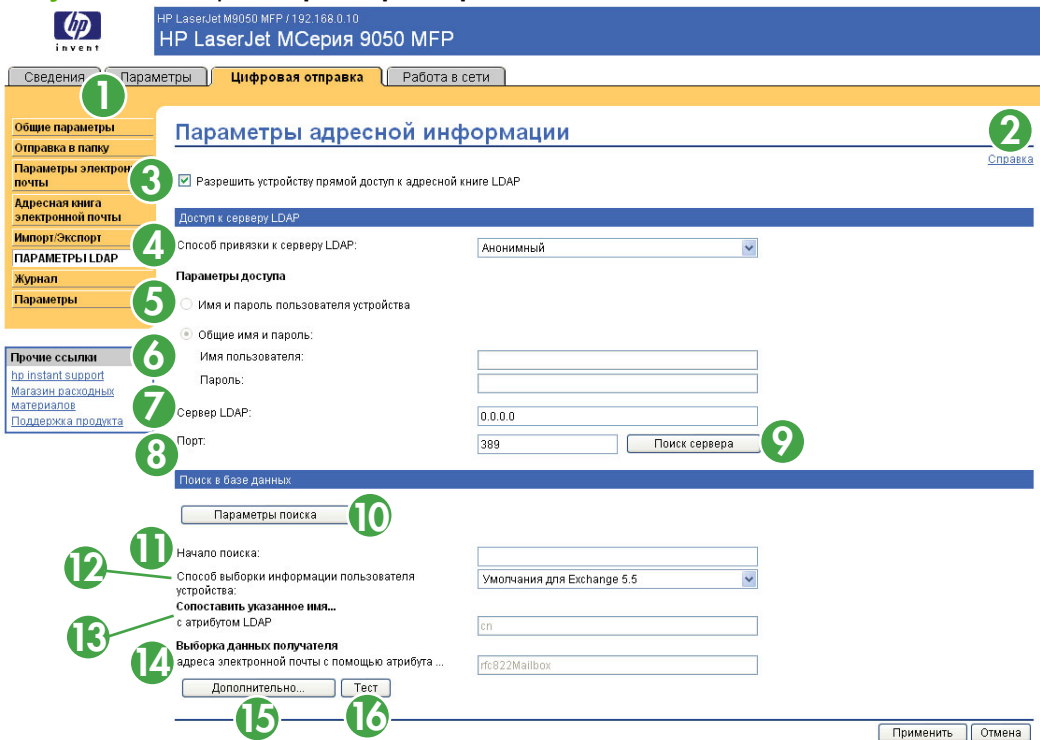 hp
invent
HP LaserJet M9050 MFP / 192.168.0.10
HP LaserJet MСерия 9050 MFP
Сведения
Параметры
Цифровая отправка
Работа в сети
1
Общие параметры
Отправка в папку
Параметры электрон
почты
Адресная книга
электронной почты
Импорт/Экспорт
ПАРАМЕТРЫ LDAP
Журнал
Параметры
Прочие ссылки
hp instant support
Магазин расходных
материалов
Поддержка продукта
Параметры адресной информации
2
Справка
3
Разрешить устройству прямой доступ к адресной книге LDAP
Доступ к серверу LDAP
4
Способ привязки к серверу LDAP:
Анонимный
Параметры доступа
5
Имя и пароль пользователя устройства
Общие имя и пароль:
6
Имя пользователя:
Пароль:
7
Сервер LDAP:
0.0.0.0
8
Порт:
389
Поиск сервера
9
Поиск в базе данных
Параметры поиска
10
11
Начало поиска:
12
Способ выборки информации пользователя
устройства:
Умолчания для Exchange 5.5
Сопоставить указанное имя...
13
с атрибутом LDAP
cn
Выборка данных получателя
14
адреса электронной почты с помощью атрибута ...
rfc822Mailbox
Дополнительно...
Тест
15
16
Применить
Отмена